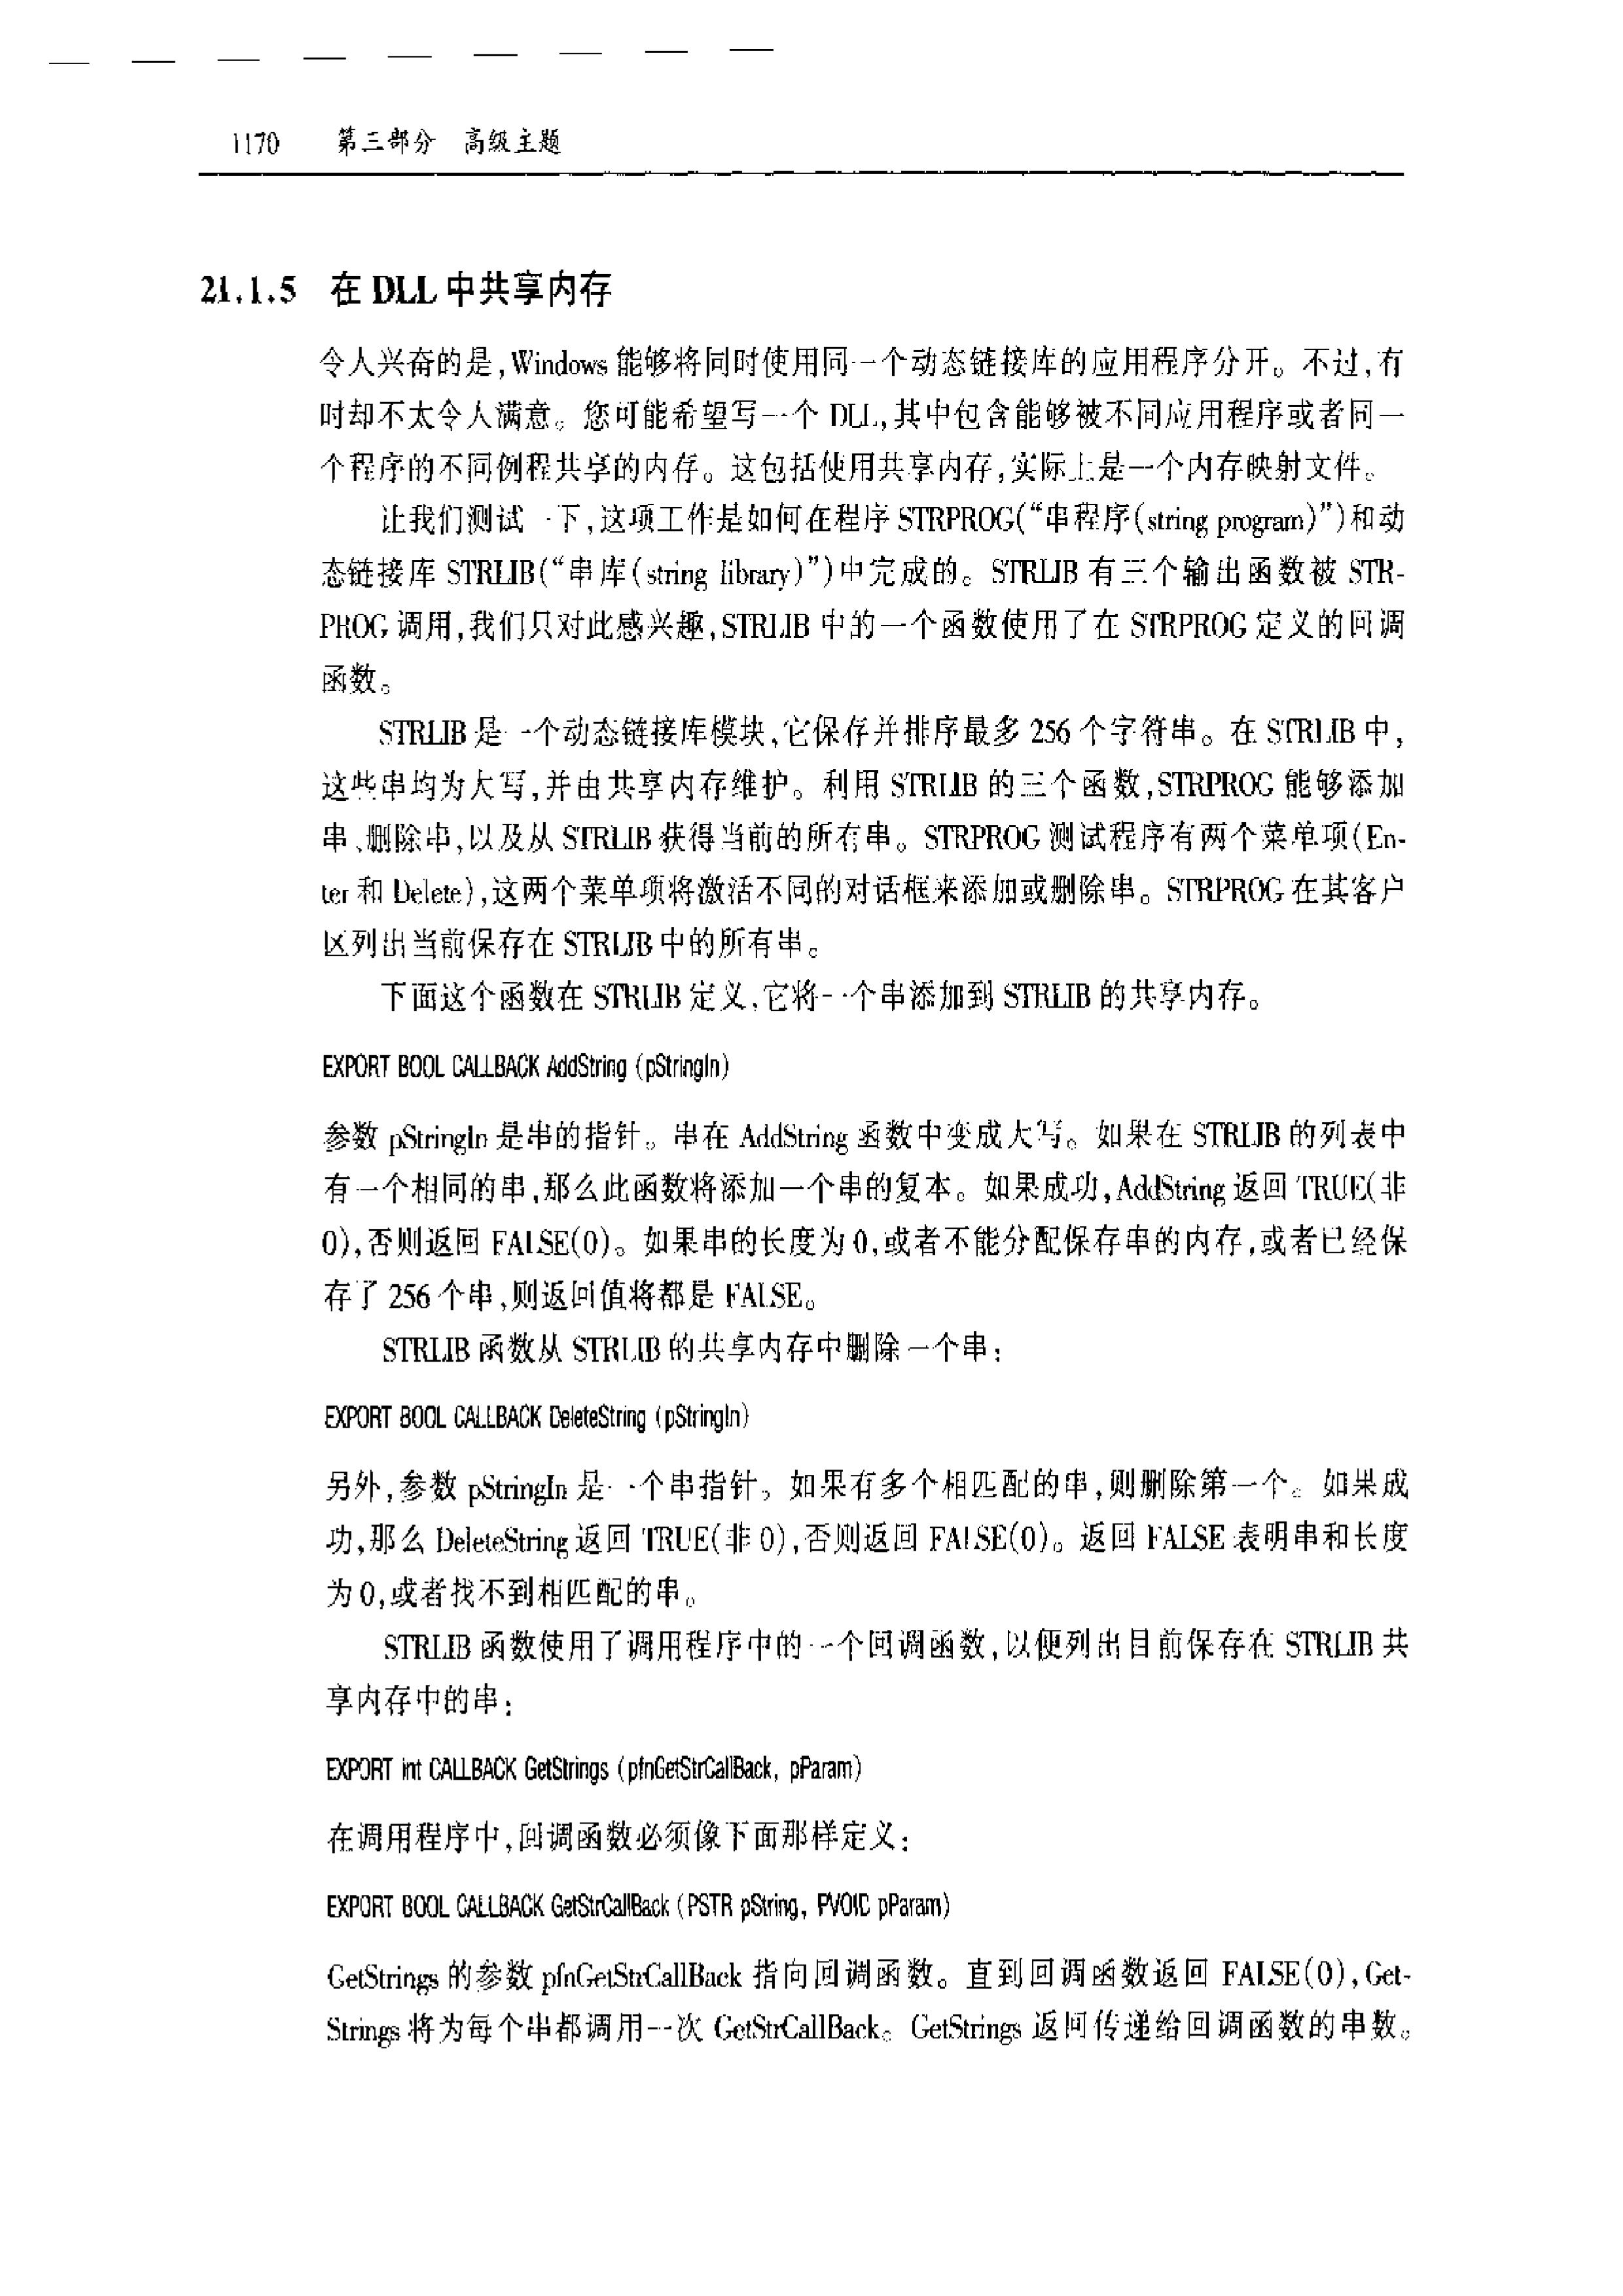 1170 第三部分 高级主题
21.1.5 在 DLL 中共享内存
令人兴奋的是,Windows 能够将同时使用同一个动态链接库的应用程序分开。不过,有
时却不太令人满意。您可能希望写一个 DLL,其中包含能够被不同应用程序或者同一
个程序的不同例程共享的内存。这包括使用共享内存,实际上是一个内存映射文件。
让我们测试一下,这项工作是如何在程序 STRPROG(“串程序(string program)”)和动
态链接库 STRLIB(“串库(string library)”)中完成的。STRLIB 有三个输出函数被 STR-
PROG 调用,我们只对此感兴趣,STRLIB 中的一个函数使用了在 STRPROG 定义的回调
函数。
STRLIB 是一个动态链接库模块,它保存并排序最多 256 个字符串。在 STRLIB 中,
这些串均为大写,并由共享内存维护。利用 STRLIB 的三个函数,STRPROG 能够添加
串、删除串,以及从 STRLIB 获得当前的所有串。STRPROG 测试程序有两个菜单项(En-
ter 和 Delete),这两个菜单项将激活不同的对话框来添加或删除串。STRPROG 在其客户
区列出当前保存在 STRLIB 中的所有串。
下面这个函数在 STRLIB 定义,它将一个串添加到 STRLIB 的共享内存。
EXPORT BOOL CALLBACK AddString (pStringIn)
参数 pStringIn 是串的指针。串在 AddString 函数中变成大写。如果在 STRLIB 的列表中
有一个相同的串,那么此函数将添加一个串的复本。如果成功,AddString 返回 TRUE(非
0),否则返回 FALSE(0)。如果串的长度为 0,或者不能分配保存串的内存,或者已经保
存了 256 个串,则返回值将都是 FALSE。
STRLIB 函数从 STRLIB 的共享内存中删除一个串:
EXPORT BOOL CALLBACK DeleteString (pStringIn)
另外,参数 pStringIn 是一个串指针。如果有多个相匹配的串,则删除第一个。如果成
功,那么 DeleteString 返回 TRUE(非 0),否则返回 FALSE(0)。返回 FALSE 表明串和长度
为 0,或者找不到相匹配的串。
STRLIB 函数使用了调用程序中的一个回调函数,以便列出目前保存在 STRLIB 共
享内存中的串:
EXPORT int CALLBACK GetStrings (pfnGetStrCallBack, pParam)
在调用程序中,回调函数必须像下面那样定义:
EXPORT BOOL CALLBACK GetStrCallBack (PSTR pString, PVOID pParam)
GetStrings 的参数 pfnGetStrCallBack 指向回调函数。直到回调函数返回 FALSE(0),Get-
Strings 将为每个串都调用一次 GetStrCallBack。GetStrings 返回传递给回调函数的串数。